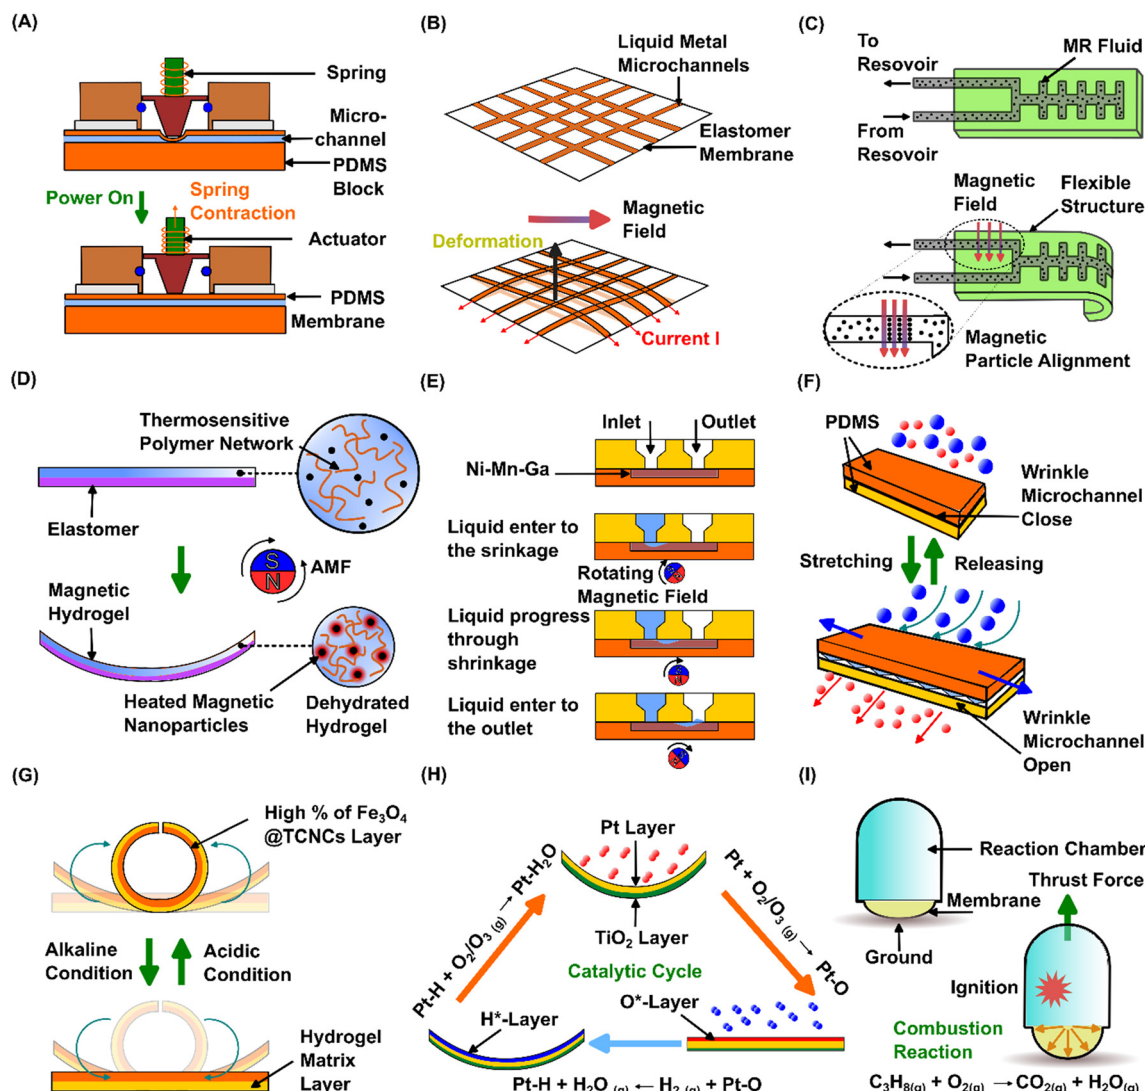 (A)
Spring
Micro-
channel
PDMS
Block
Power On
Spring
Contraction
Actuator
PDMS
Membrane
(B)
Liquid Metal
Microchannels
Elastomer
Membrane
Magnetic
Field
Deformation
Current I
(C)
To
Resovoir
MR Fluid
From
Resovoir
Magnetic
Field
Flexible
Structure
Magnetic
Particle Alignment
(D)
Thermosensitive
Polymer Network
Elastomer
S
N
AMF
Magnetic
Hydrogel
Heated Magnetic
Nanoparticles
Dehydrated
Hydrogel
(E)
Inlet
Outlet
Ni-Mn-Ga
Liquid enter to
the srinkage
Rotating
Magnetic Field
Liquid progress
through
shrinkage
Liquid enter to
the outlet
(F)
PDMS
Wrinkle
Microchannel
Close
Stretching
Releasing
Wrinkle
Microchannel
Open
(G)
High % of Fe₃O₄
@TCNCs Layer
Alkaline
Condition
Acidic
Condition
Hydrogel
Matrix
Layer
(H)
Pt Layer
TiO₂ Layer
Pt-H + O₂/O₃ (g) → Pt-H₂O
Pt + O₂/O₃ (g) → Pt-O
Catalytic Cycle
H*-Layer
O*-Layer
Pt-H + H₂O (g) ← H₂ (g) + Pt-O
(I)
Reaction Chamber
Thrust Force
Membrane
Ground
Ignition
Combustion
Reaction
C₃H₈(g) + O₂(g) → CO₂(g) + H₂O(g)